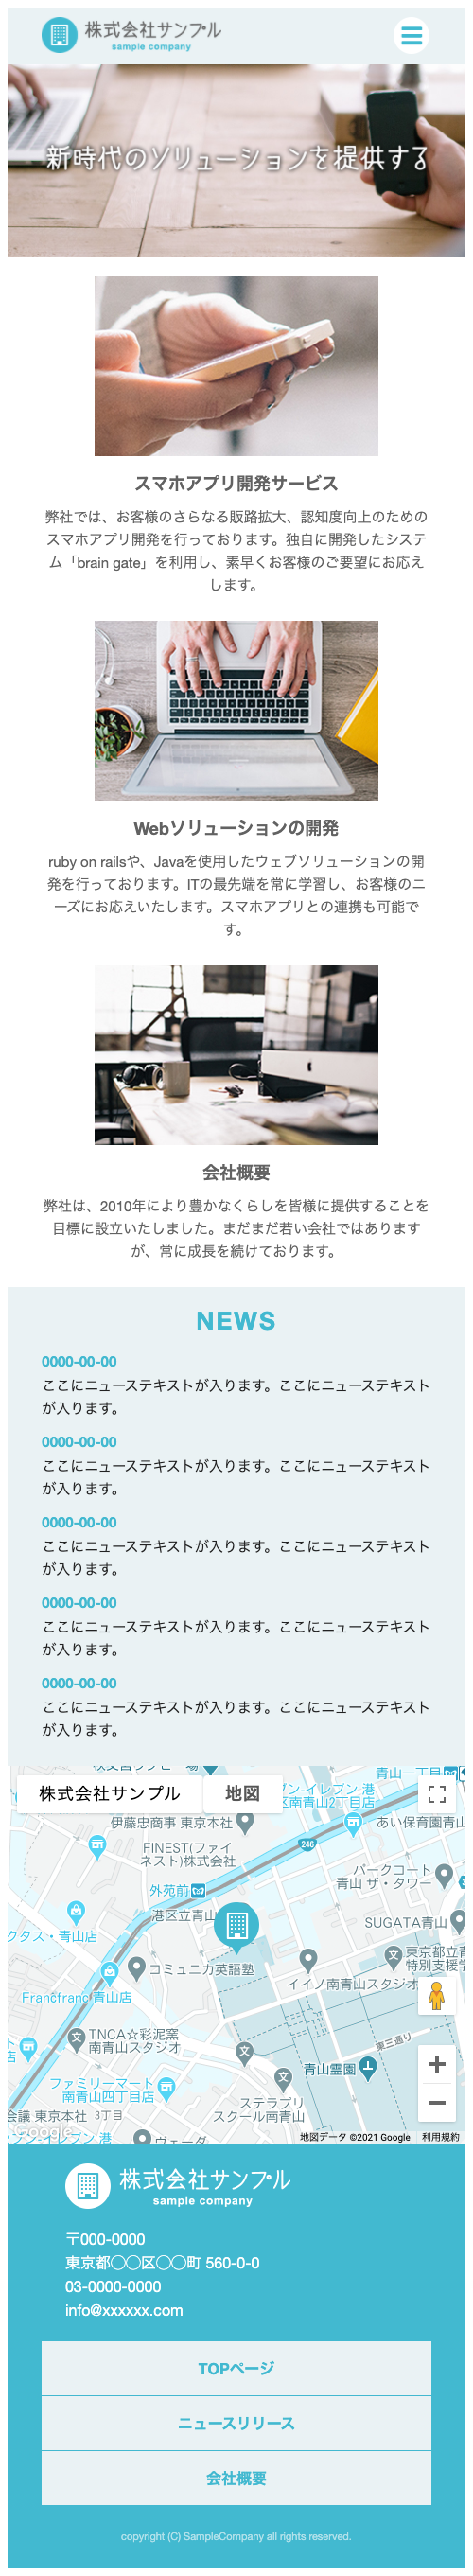 株式会社サンプル
sample company
新時代のソリューションを提供する
スマホアプリ開発サービス
弊社では、お客様のさらなる販路拡大、認知度向上のための
スマホアプリ開発を行っております。独自に開発したシステ
ム「brain gate」を利用し、素早くお客様のご要望にお応え
します。
Webソリューションの開発
ruby on railsや、Javaを使用したウェブソリューションの開
発を行っております。ITの最先端を常に学習し、お客様のニ
ーズにお応えいたします。スマホアプリとの連携も可能で
す。
会社概要
弊社は、2010年により豊かなくらしを皆様に提供することを
目標に設立いたしました。まだまだ若い会社ではあります
が、常に成長を続けております。
NEWS
0000-00-00
ここにニューステキストが入ります。ここにニューステキスト
が入ります。
0000-00-00
ここにニューステキストが入ります。ここにニューステキスト
が入ります。
0000-00-00
ここにニューステキストが入ります。ここにニューステキスト
が入ります。
0000-00-00
ここにニューステキストが入ります。ここにニューステキスト
が入ります。
0000-00-00
ここにニューステキストが入ります。ここにニューステキスト
が入ります。
青山一丁目
株式会社サンプル 地図
ブン-イレブン 港
区南青山2丁目店
伊藤忠商事 東京本社
あい保育園青山
246
FINEST(ファイ
ネスト)株式会社
パークコート
青山 ザ・タワー
外苑前
港区立青山
SUGATA青山
クタス・青山店
東京都立青
特別支援学
コミュニカ英語塾
イイノ南青山スタジオ
Francfranc 青山店
TNCA☆彩泥窯
南青山スタジオ
東三通り
青山霊園
ファミリーマート
南青山四丁目店
ステラプリ
スクール南青山
会議 東京本社 3丁目
Google
ブン-イレブン 港
ヴェーダ
地図データ ©2021 Google 利用規約
株式会社サンプル
sample company
〒000-0000
東京都◯◯区◯◯町 560-0-0
03-0000-0000
info@xxxxxx.com
TOPページ
ニュースリリース
会社概要
copyright (C) SampleCompany all rights reserved.